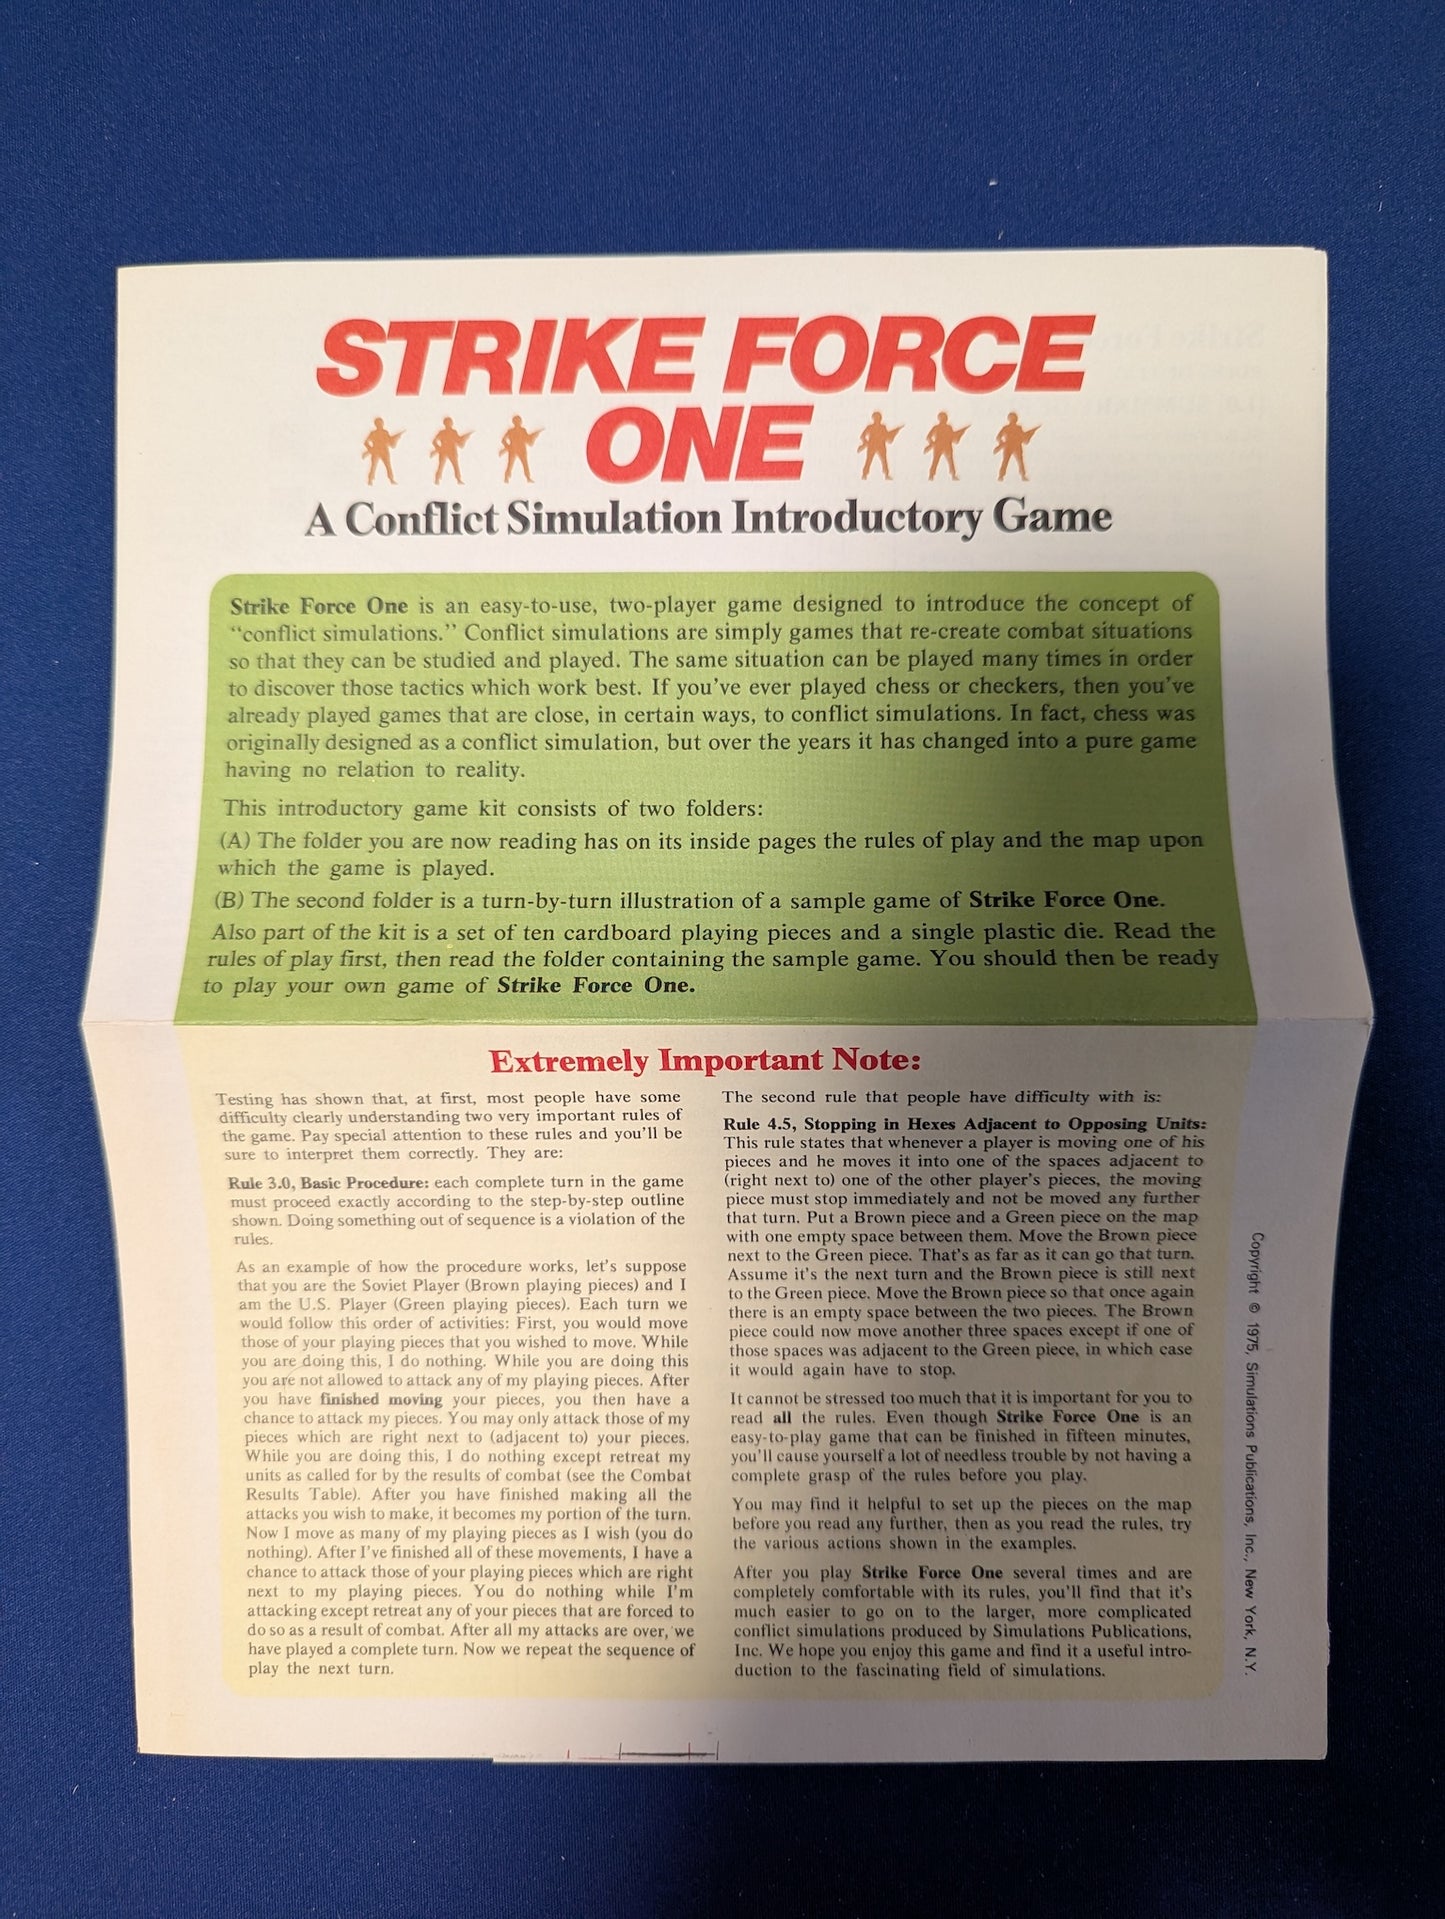 STRIKE FORCE
ONE
A Conflict Simulation Introductory Game
Strike Force One is an easy-to-use, two-player game designed to introduce the concept of
“conflict simulations.” Conflict simulations are simply games that re-create combat situations
so that they can be studied and played. The same situation can be played many times in order
to discover those tactics which work best. If you’ve ever played chess or checkers, then you’ve
already played games that are close, in certain ways, to conflict simulations. In fact, chess was
originally designed as a conflict simulation, but over the years it has changed into a pure game
having no relation to reality.
This introductory game kit consists of two folders:
(A) The folder you are now reading has on its inside pages the rules of play and the map upon
which the game is played.
(B) The second folder is a turn-by-turn illustration of a sample game of Strike Force One.
Also part of the kit is a set of ten cardboard playing pieces and a single plastic die. Read the
rules of play first, then read the folder containing the sample game. You should then be ready
to play your own game of Strike Force One.
Extremely Important Note:
Testing has shown that, at first, most people have some
difficulty clearly understanding two very important rules of
the game. Pay special attention to these rules and you’ll be
sure to interpret them correctly. They are:
Rule 3.0, Basic Procedure: each complete turn in the game
must proceed exactly according to the step-by-step outline
shown. Doing something out of sequence is a violation of the
rules.
As an example of how the procedure works, let’s suppose
that you are the Soviet Player (Brown playing pieces) and I
am the U.S. Player (Green playing pieces). Each turn we
would follow this order of activities: First, you would move
those of your playing pieces that you wished to move. While
you are doing this, I do nothing. While you are doing this
you are not allowed to attack any of my playing pieces. After
you have finished moving your pieces, you then have a
chance to attack my pieces. You may only attack those of my
pieces which are right next to (adjacent to) your pieces.
While you are doing this, I do nothing except retreat my
units as called for by the results of combat (see the Combat
Results Table). After you have finished making all the
attacks you wish to make, it becomes my portion of the turn.
Now I move as many of my playing pieces as I wish (you do
nothing). After I’ve finished all of these movements, I have a
chance to attack those of your playing pieces which are right
next to my playing pieces. You do nothing while I’m
attacking except retreat any of your pieces that are forced to
do so as a result of combat. After all my attacks are over, we
have played a complete turn. Now we repeat the sequence of
play the next turn.
The second rule that people have difficulty with is:
Rule 4.5, Stopping in Hexes Adjacent to Opposing Units:
This rule states that whenever a player is moving one of his
pieces and he moves it into one of the spaces adjacent to
(right next to) one of the other player’s pieces, the moving
piece must stop immediately and not be moved any further
that turn. Put a Brown piece and a Green piece on the map
with one empty space between them. Move the Brown piece
next to the Green piece. That’s as far as it can go that turn.
Assume it’s the next turn and the Brown piece is still next
to the Green piece. Move the Brown piece so that once again
there is an empty space between the two pieces. The Brown
piece could now move another three spaces except if one of
those spaces was adjacent to the Green piece, in which case
it would again have to stop.
It cannot be stressed too much that it is important for you to
read all the rules. Even though Strike Force One is an
easy-to-play game that can be finished in fifteen minutes,
you’ll cause yourself a lot of needless trouble by not having a
complete grasp of the rules before you play.
You may find it helpful to set up the pieces on the map
before you read any further, then as you read the rules, try
the various actions shown in the examples.
After you play Strike Force One several times and are
completely comfortable with its rules, you’ll find that it’s
much easier to go on to the larger, more complicated
conflict simulations produced by Simulations Publications,
Inc. We hope you enjoy this game and find it a useful intro-
duction to the fascinating field of simulations.
Copyright © 1975, Simulations Publications, Inc., New York, N.Y.